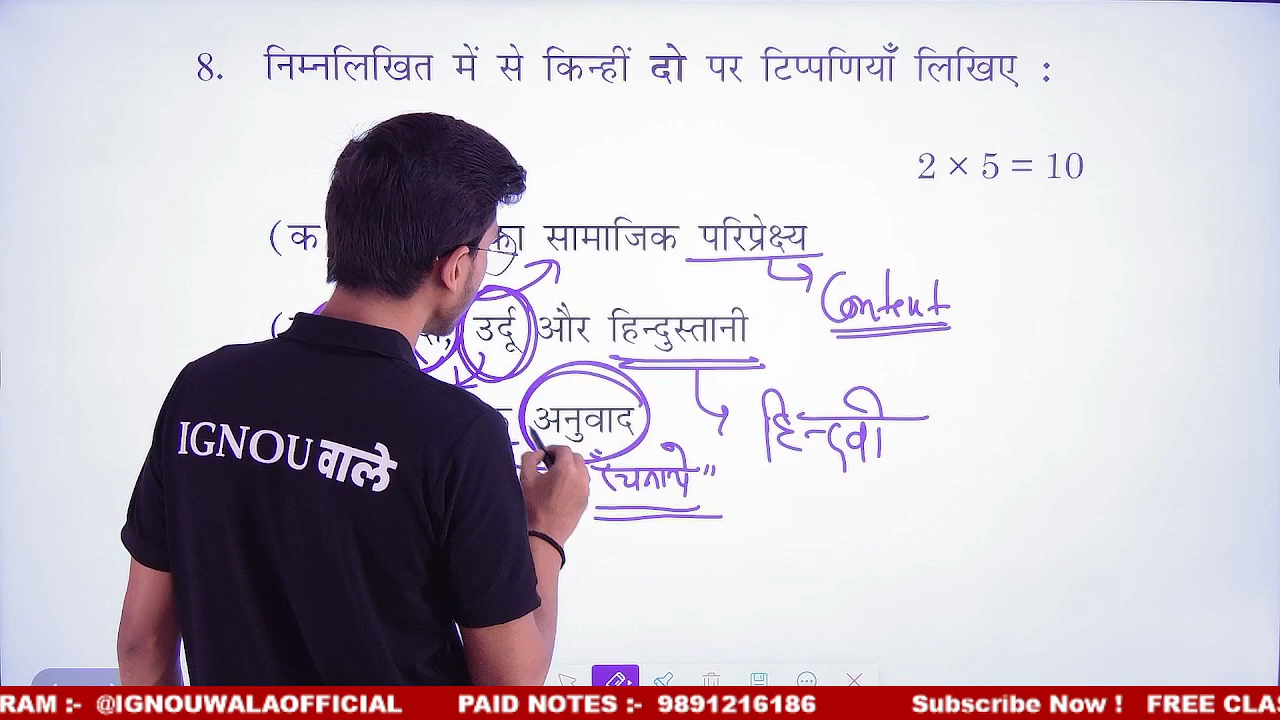 8. निम्नलिखित में से किन्हीं दो पर टिप्पणियाँ लिखिए :
2 × 5 = 10
(क का सामाजिक परिप्रेक्ष्य
Content
उर्दू और हिन्दुस्तानी
अनुवाद
हिन्दवी
"रचनाये"
IGNOU वाले
RAM :- @IGNOUWALAOFFICIAL PAID NOTES :- 9891216186 Subscribe Now ! FREE CLAS